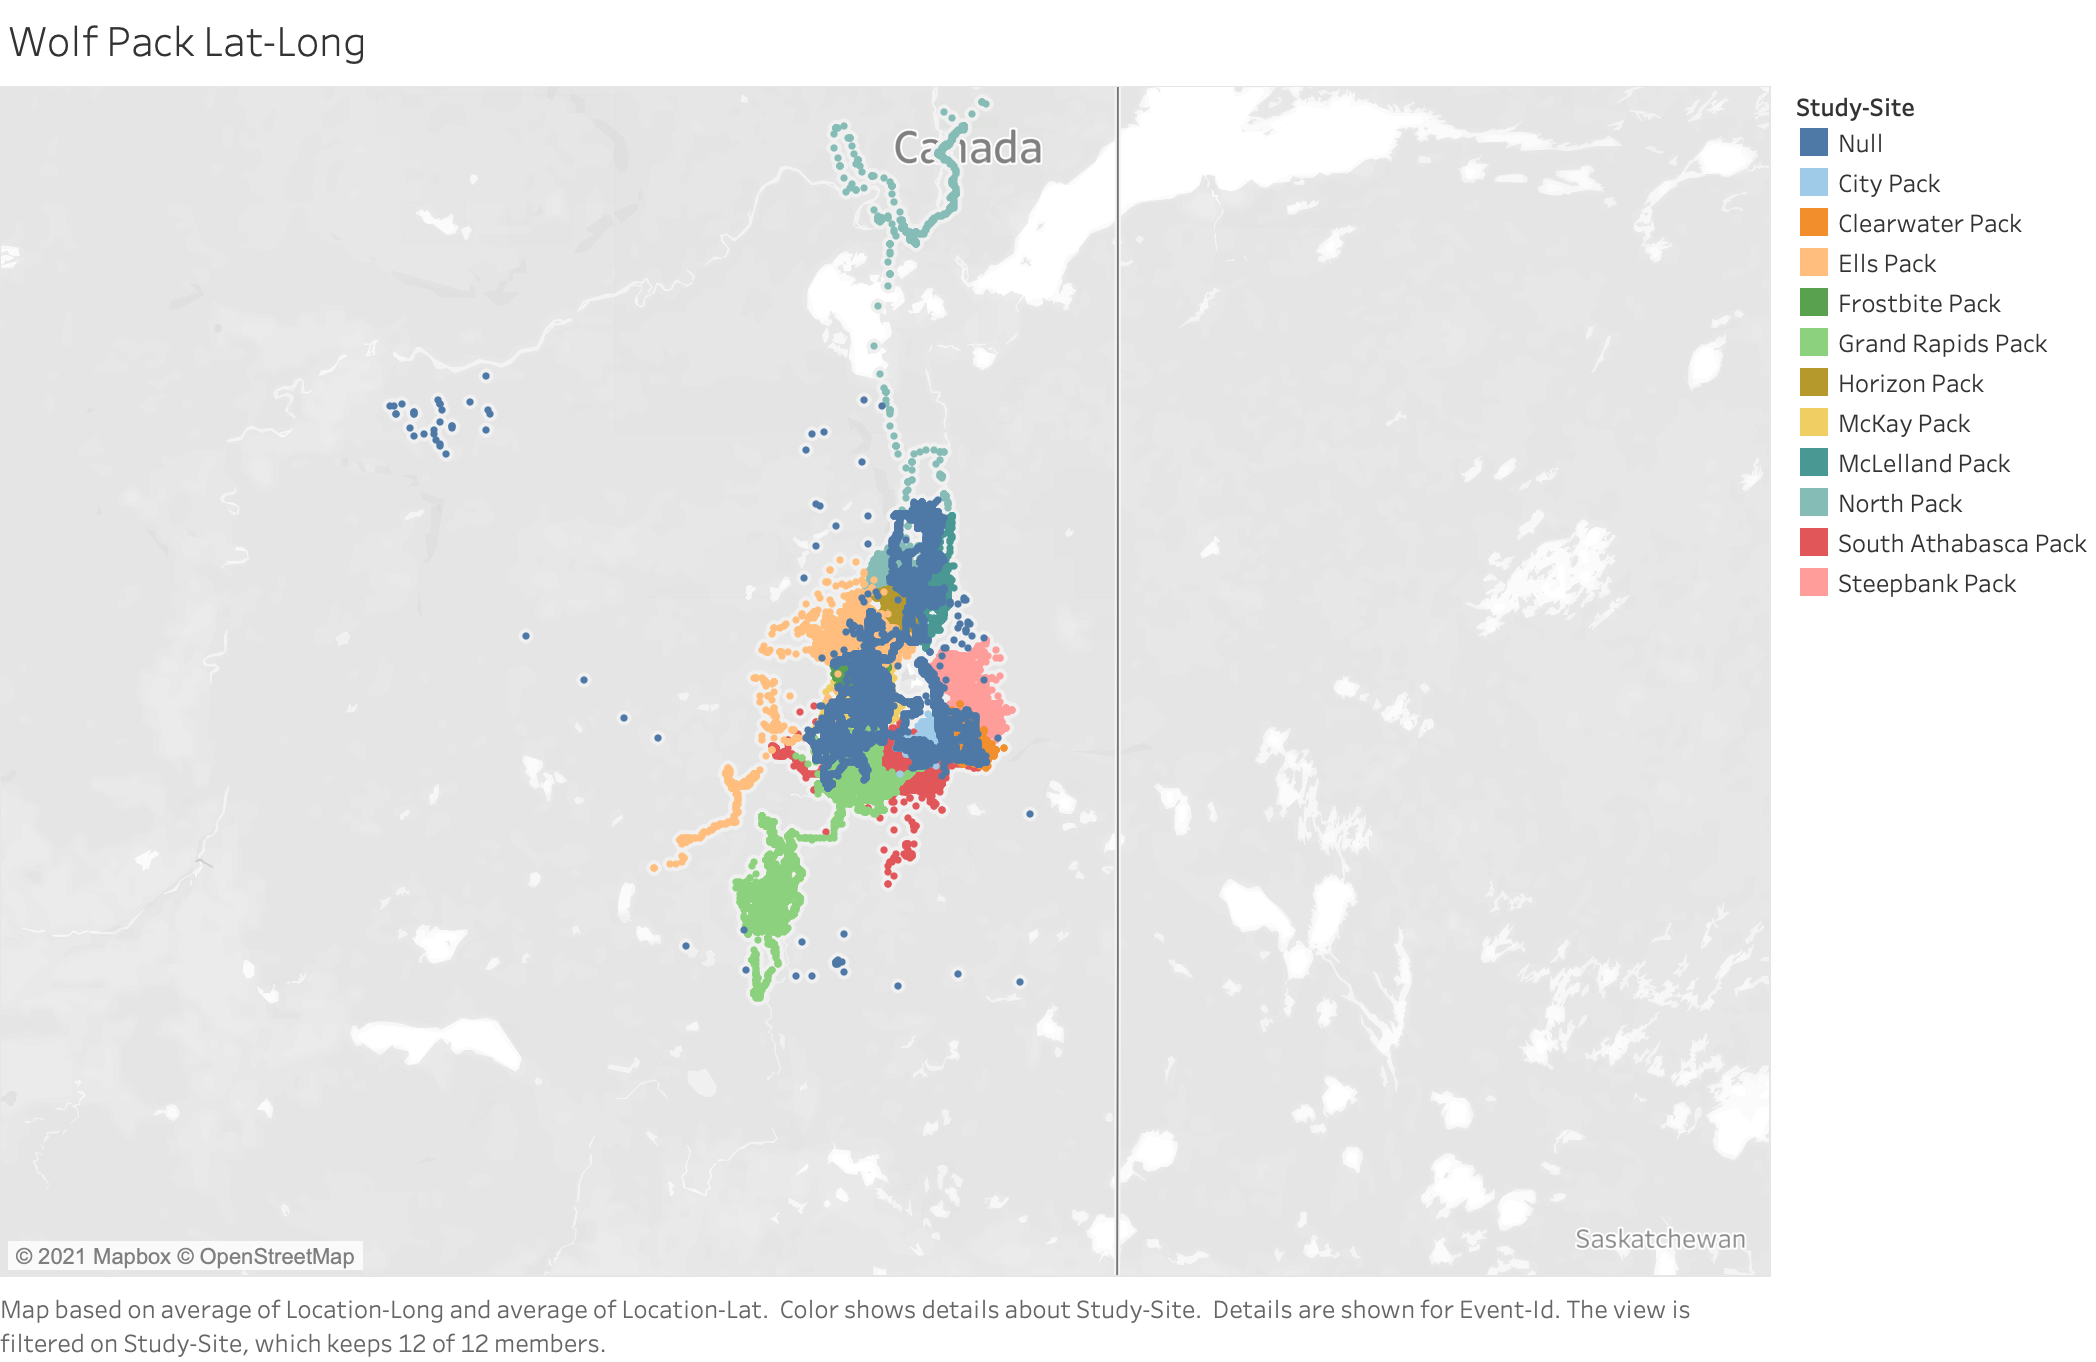 Wolf Pack Lat-Long
Canada
Study-Site
Null
City Pack
Clearwater Pack
Ells Pack
Frostbite Pack
Grand Rapids Pack
Horizon Pack
McKay Pack
McLelland Pack
North Pack
South Athabasca Pack
Steepbank Pack
Saskatchewan
© 2021 Mapbox © OpenStreetMap
Map based on average of Location-Long and average of Location-Lat.  Color shows details about Study-Site.  Details are shown for Event-Id. The view is
filtered on Study-Site, which keeps 12 of 12 members.